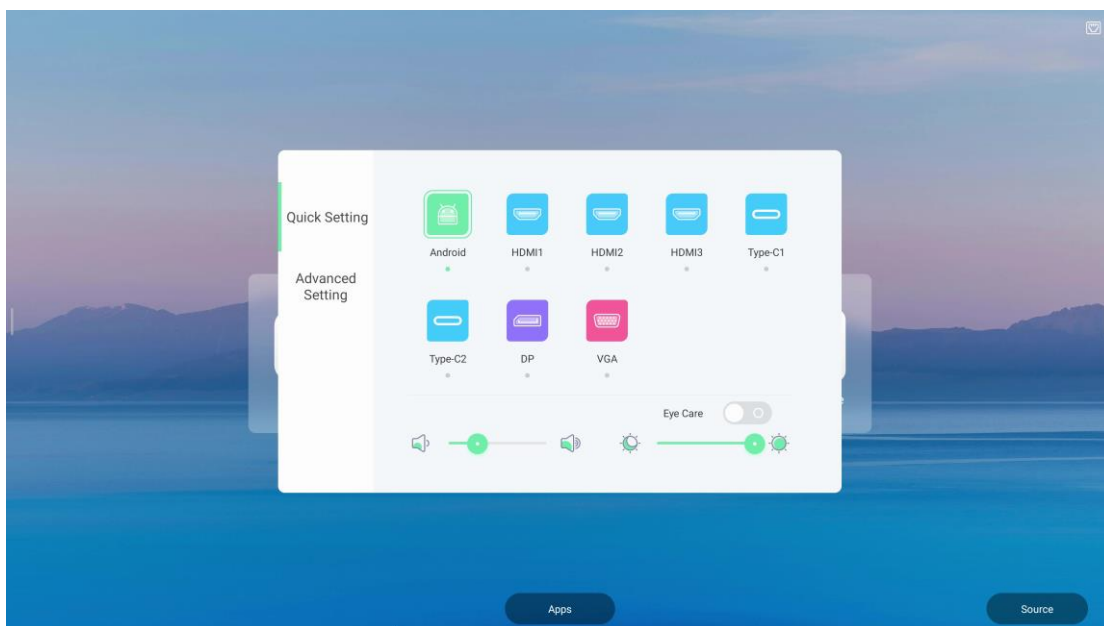 Quick Setting
Advanced
Setting
Android
HDMI1
HDMI2
HDMI3
Type-C1
Type-C2
DP
VGA
Eye Care
Apps
Source